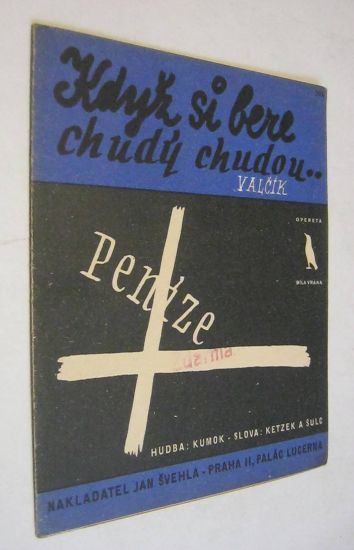 Když si bere
chudý chudou..
VALČÍK
OPERETA
Peníze
BÍLÁ VRÁNA
zdarma
HUDBA: KUMOK - SLOVA: KETZEK A ŠULC
NAKLADATEL JAN ŠVEHLA - PRAHA II, PALÁC LUCERNA